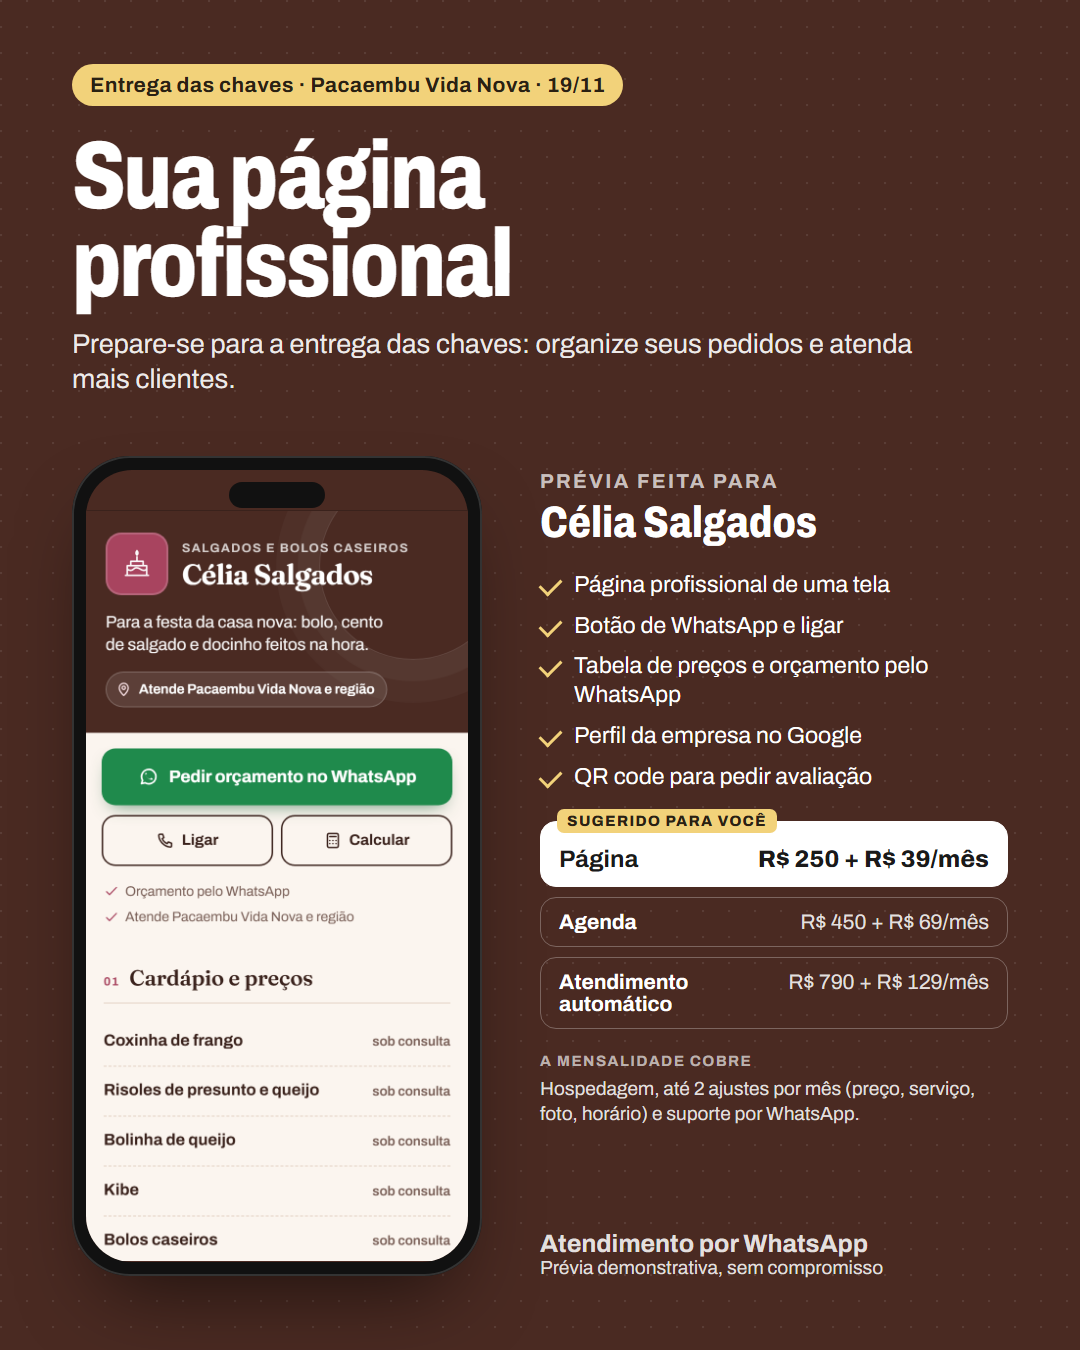 Entrega das chaves · Pacaembu Vida Nova · 19/11
Sua página
profissional
Prepare-se para a entrega das chaves: organize seus pedidos e atenda
mais clientes.
SALGADOS E BOLOS CASEIROS
Célia Salgados
Para a festa da casa nova: bolo, cento
de salgado e docinho feitos na hora.
Atende Pacaembu Vida Nova e região
Pedir orçamento no WhatsApp
Ligar
Calcular
Orçamento pelo WhatsApp
Atende Pacaembu Vida Nova e região
01 Cardápio e preços
Coxinha de frango sob consulta
Risoles de presunto e queijo sob consulta
Bolinha de queijo sob consulta
Kibe sob consulta
Bolos caseiros sob consulta
PRÉVIA FEITA PARA
Célia Salgados
Página profissional de uma tela
Botão de WhatsApp e ligar
Tabela de preços e orçamento pelo
WhatsApp
Perfil da empresa no Google
QR code para pedir avaliação
SUGERIDO PARA VOCÊ
Página R$ 250 + R$ 39/mês
Agenda R$ 450 + R$ 69/mês
Atendimento R$ 790 + R$ 129/mês
automático
A MENSALIDADE COBRE
Hospedagem, até 2 ajustes por mês (preço, serviço,
foto, horário) e suporte por WhatsApp.
Atendimento por WhatsApp
Prévia demonstrativa, sem compromisso